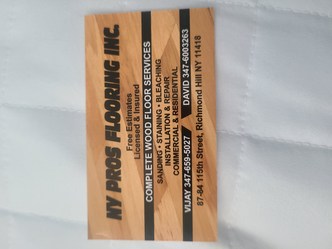 NY PROS FLOORING INC.
Free Estimates
Licensed & Insured
COMPLETE WOOD FLOOR SERVICES
SANDING • STAINING • BLEACHING
INSTALLATION & REPAIR
COMMERCIAL & RESIDENTIAL
VIJAY 347-659-5027 DAVID 347-6003263
87-84 115th Street, Richmond Hill NY 11418